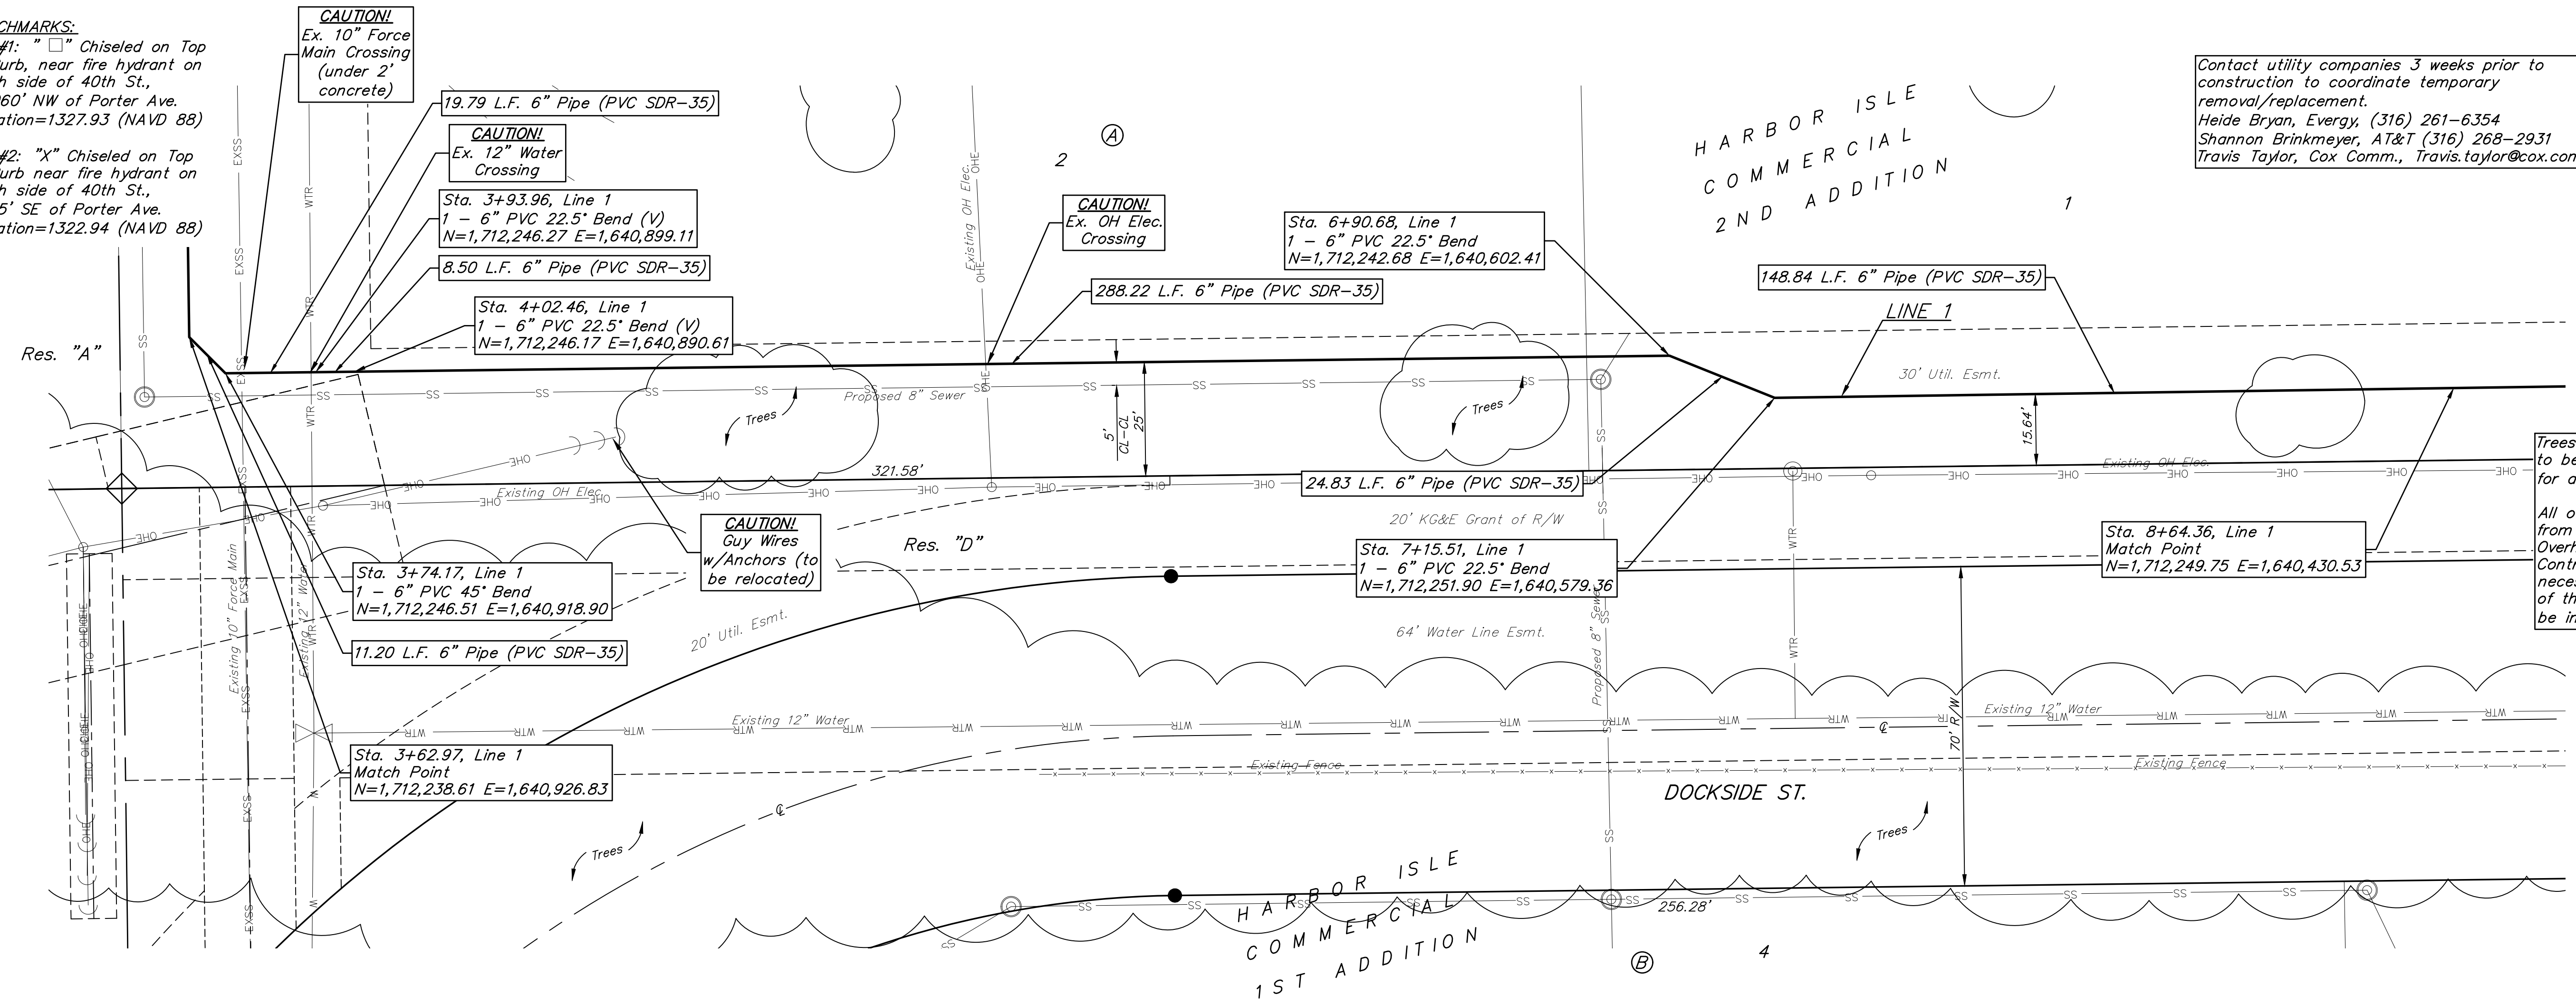 CHMARKS:
#1: "□" Chiseled on Top
urb, near fire hydrant on
h side of 40th St.,
960' NW of Porter Ave.
ation=1327.93 (NAVD 88)
#2: "X" Chiseled on Top
urb near fire hydrant on
h side of 40th St.,
5' SE of Porter Ave.
ation=1322.94 (NAVD 88)
CAUTION!
Ex. 10" Force
Main Crossing
(under 2'
concrete)
19.79 L.F. 6" Pipe (PVC SDR-35)
CAUTION!
Ex. 12" Water
Crossing
Sta. 3+93.96, Line 1
1 - 6" PVC 22.5° Bend (V)
N=1,712,246.27 E=1,640,899.11
8.50 L.F. 6" Pipe (PVC SDR-35)
Sta. 4+02.46, Line 1
1 - 6" PVC 22.5° Bend (V)
N=1,712,246.17 E=1,640,890.61
A
2
CAUTION!
Ex. OH Elec.
Crossing
Existing OH Elec.
288.22 L.F. 6" Pipe (PVC SDR-35)
Sta. 6+90.68, Line 1
1 - 6" PVC 22.5° Bend
N=1,712,242.68 E=1,640,602.41
HARBOR ISLE
COMMERCIAL
2ND ADDITION
1
Contact utility companies 3 weeks prior to
construction to coordinate temporary
removal/replacement.
Heide Bryan, Evergy, (316) 261-6354
Shannon Brinkmeyer, AT&T (316) 268-2931
Travis Taylor, Cox Comm., Travis.taylor@cox.com
148.84 L.F. 6" Pipe (PVC SDR-35)
LINE 1
30' Util. Esmt.
Res. "A"
Proposed 8" Sewer
Trees
Trees
5'
CL-CL
25'
15.64'
321.58'
Existing OH Elec.
Existing OH Elec.
24.83 L.F. 6" Pipe (PVC SDR-35)
20' KG&E Grant of R/W
CAUTION!
Guy Wires
w/Anchors (to
be relocated)
Res. "D"
Sta. 7+15.51, Line 1
1 - 6" PVC 22.5° Bend
N=1,712,251.90 E=1,640,579.36
Sta. 8+64.36, Line 1
Match Point
N=1,712,249.75 E=1,640,430.53
Trees
to be
for a
All o
from
Overh
Contr
neces
of th
be in
Sta. 3+74.17, Line 1
1 - 6" PVC 45° Bend
N=1,712,246.51 E=1,640,918.90
11.20 L.F. 6" Pipe (PVC SDR-35)
Existing 10" Force Main
Existing 12" Water
20' Util. Esmt.
64' Water Line Esmt.
Proposed 8" Sewer
Existing 12" Water
Existing 12" Water
70' R/W
Sta. 3+62.97, Line 1
Match Point
N=1,712,238.61 E=1,640,926.83
Existing Fence
Existing Fence
DOCKSIDE ST.
Trees
Trees
HARBOR ISLE
COMMERCIAL
1ST ADDITION
256.28'
B
4